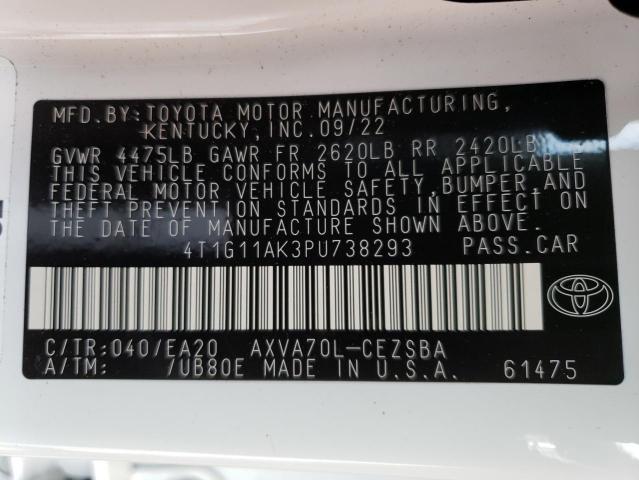 MFD. BY: TOYOTA MOTOR MANUFACTURING,
KENTUCKY, INC. 09/22
GVWR 4475LB GAWR FR 2620LB RR 2420LB
THIS VEHICLE CONFORMS TO ALL APPLICABLE
FEDERAL MOTOR VEHICLE SAFETY, BUMPER, AND
THEFT PREVENTION STANDARDS IN EFFECT ON
THE DATE OF MANUFACTURE SHOWN ABOVE.
4T1G11AK3PU738293 PASS.CAR
C/TR: 040/EA20 AXVA70L-CEZSBA
A/TM: /UB80E MADE IN U.S.A. 61475